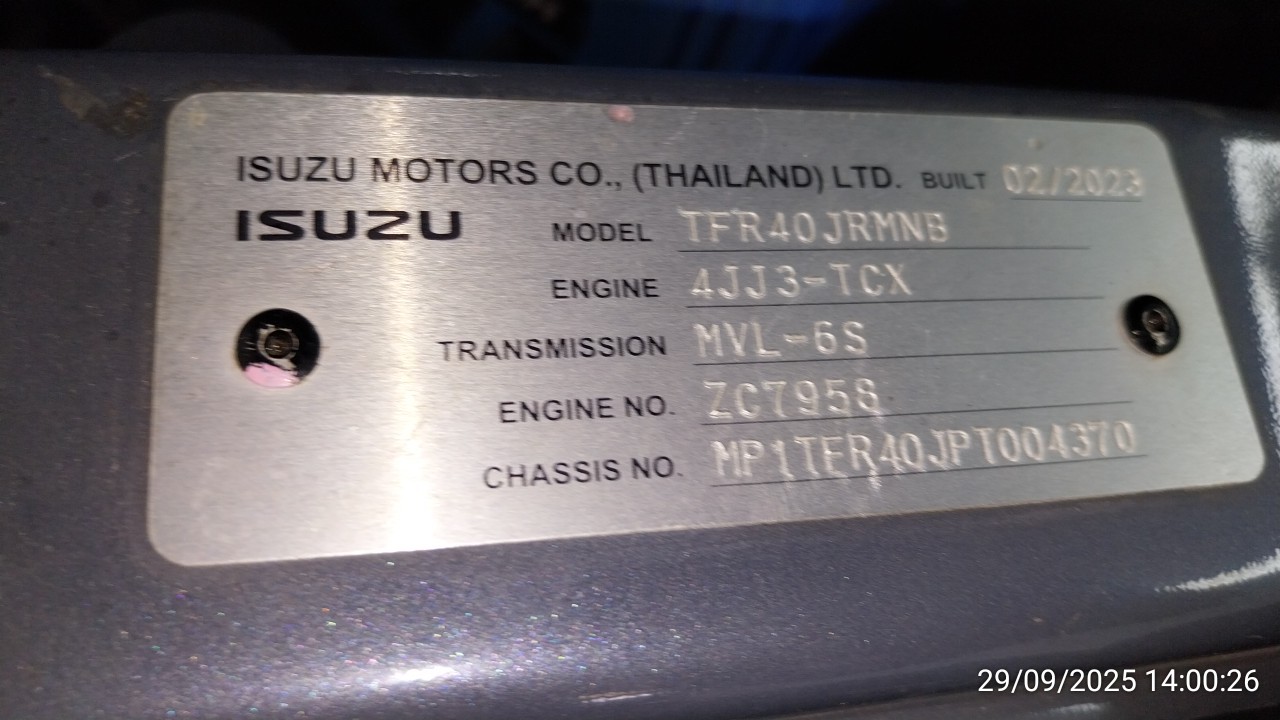 ISUZU MOTORS CO., (THAILAND) LTD. BUILT 02/2023
ISUZU MODEL TFR40JRMNB
ENGINE 4JJ3-TCX
TRANSMISSION MVL-6S
ENGINE NO. ZC7958
CHASSIS NO. MP1TFR40JPT004370
29/09/2025 14:00:26